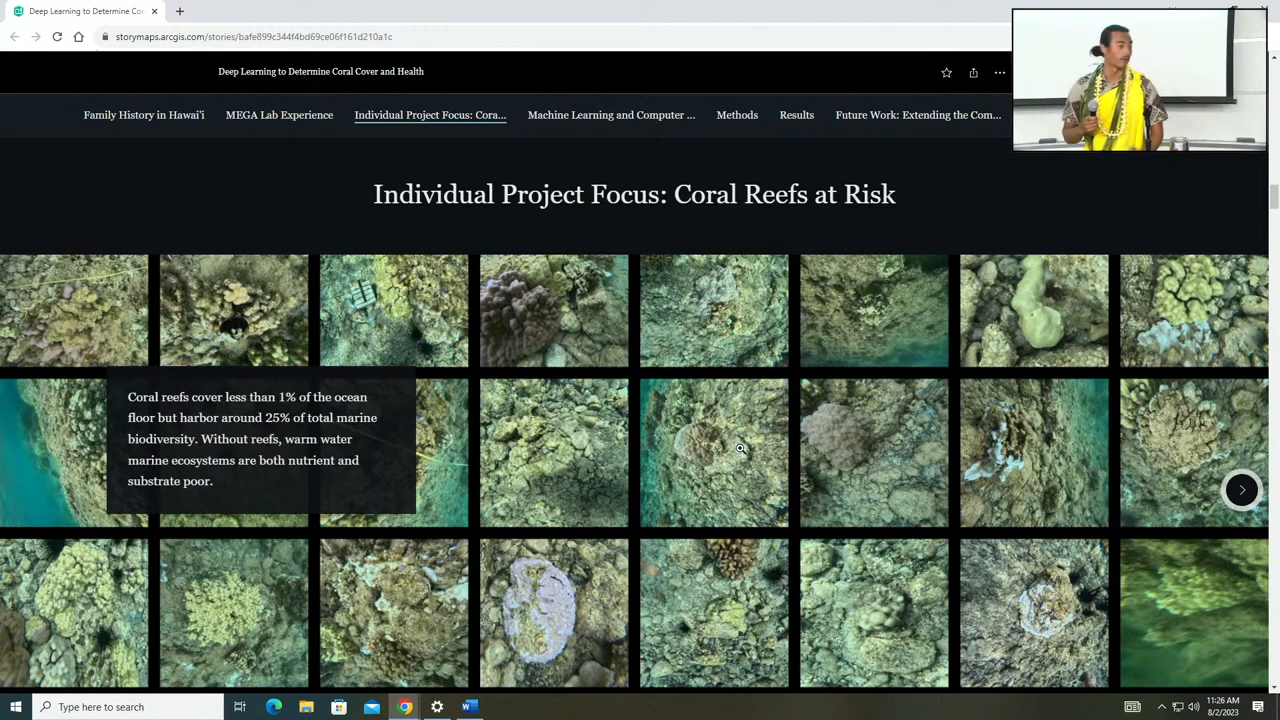 Deep Learning to Determine Cor
storymaps.arcgis.com/stories/bafe899c344f4bd69ce06f161d210a1c
Deep Learning to Determine Coral Cover and Health
Family History in Hawai'i
MEGA Lab Experience
Individual Project Focus: Cora...
Machine Learning and Computer ...
Methods
Results
Future Work: Extending the Com...
Individual Project Focus: Coral Reefs at Risk
Coral reefs cover less than 1% of the ocean
floor but harbor around 25% of total marine
biodiversity. Without reefs, warm water
marine ecosystems are both nutrient and
substrate poor.
Type here to search
11:26 AM
8/2/2023